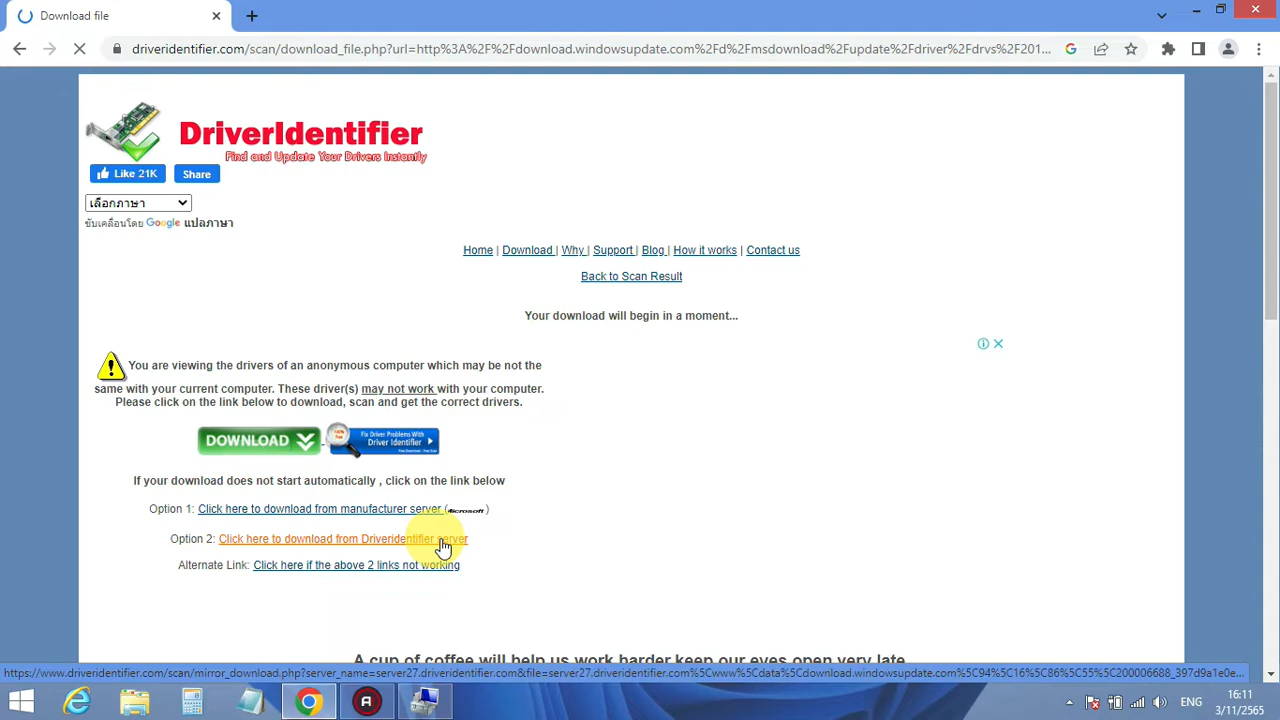 Download file
driveridentifier.com/scan/download_file.php?url=http%3A%2F%2Fdownload.windowsupdate.com%2Fd%2Fmsdownload%2Fupdate%2Fdriver%2Fdrvs%2F201...
DriverIdentifier
Find and Update Your Drivers Instantly
Like 21K
Share
เลือกภาษา
ขับเคลื่อนโดย Google แปลภาษา
Home | Download | Why | Support | Blog | How it works | Contact us
Back to Scan Result
Your download will begin in a moment...
You are viewing the drivers of an anonymous computer which may be not the
same with your current computer. These driver(s) may not work with your computer.
Please click on the link below to download, scan and get the correct drivers.
DOWNLOAD
Fix Driver Problems With
Driver Identifier
If your download does not start automatically , click on the link below
Option 1: Click here to download from manufacturer server (Microsoft)
Option 2: Click here to download from Driveridentifier server
Alternate Link: Click here if the above 2 links not working
A cup of coffee will help us work harder keep our eyes open very late
https://www.driveridentifier.com/scan/mirror_download.php?server_name=server27.driveridentifier.com&file=server27.driveridentifier.com%5Cwww%5Cdata%5Cdownload.windowsupdate.com%5C94%5C16%5C86%5C55%5C200006688_397d9a1e0e...
ENG
16:11
3/11/2565